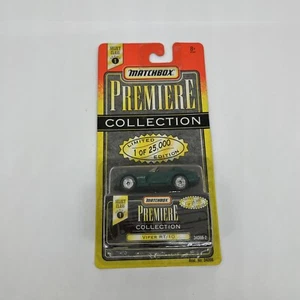 MATCHBOX
PREMIERE
COLLECTION
LIMITED
1 OF 25,000
EDITION
MATCHBOX
PREMIERE
COLLECTION
VIPER RT/10